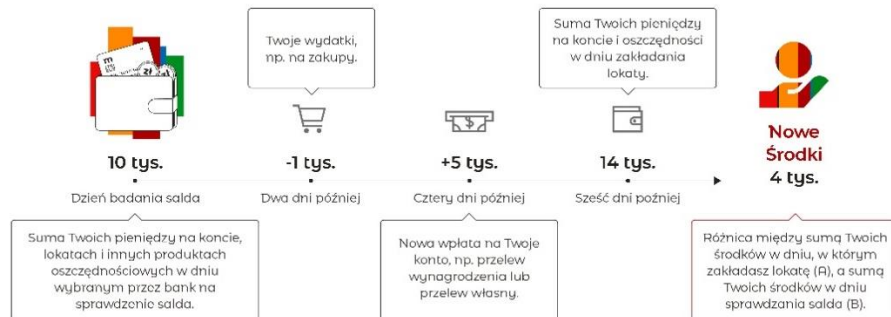 Twoje wydatki,
np. na zakupy.
Suma Twoich pieniędzy
na koncie i oszczędności
w dniu zakładania
lokaty.
10 tys.
-1 tys.
+5 tys.
14 tys.
Nowe
Środki
4 tys.
Dzień badania salda
Dwa dni później
Cztery dni później
Sześć dni poźniej
Suma Twoich pieniędzy na koncie,
lokatach i innych produktach
oszczędnościowych w dniu
wybranym przez bank na
sprawdzenie salda.
Nowa wpłata na Twoje
konto, np. przelew
wynagrodzenia lub
przelew własny.
Różnica między sumą Twoich
środków w dniu, w którym
zakładasz lokatę (A), a sumą
Twoich środków w dniu
sprawdzania salda (B).